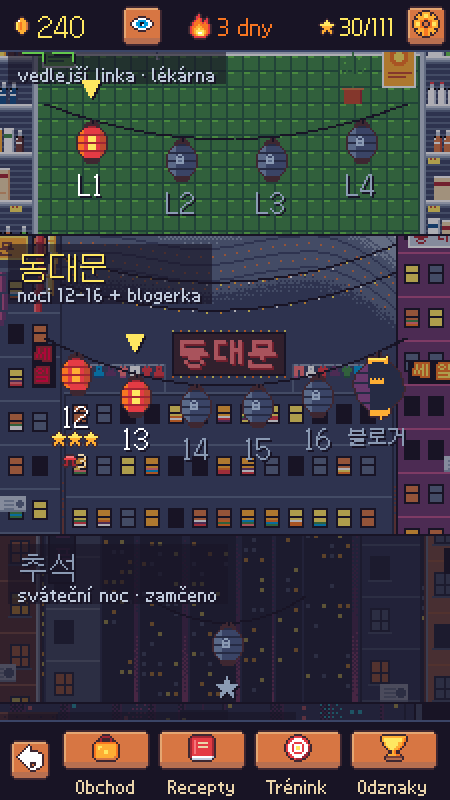 240
3 dny
30/111
vedlejší linka · lékárna
L1
L2
L3
L4
동대문
noci 12-16 + blogerka
동대문
12
13
14
15
16
블로거
추석
sváteční noc · zamčeno
Obchod
Recepty
Trénink
Odznaky